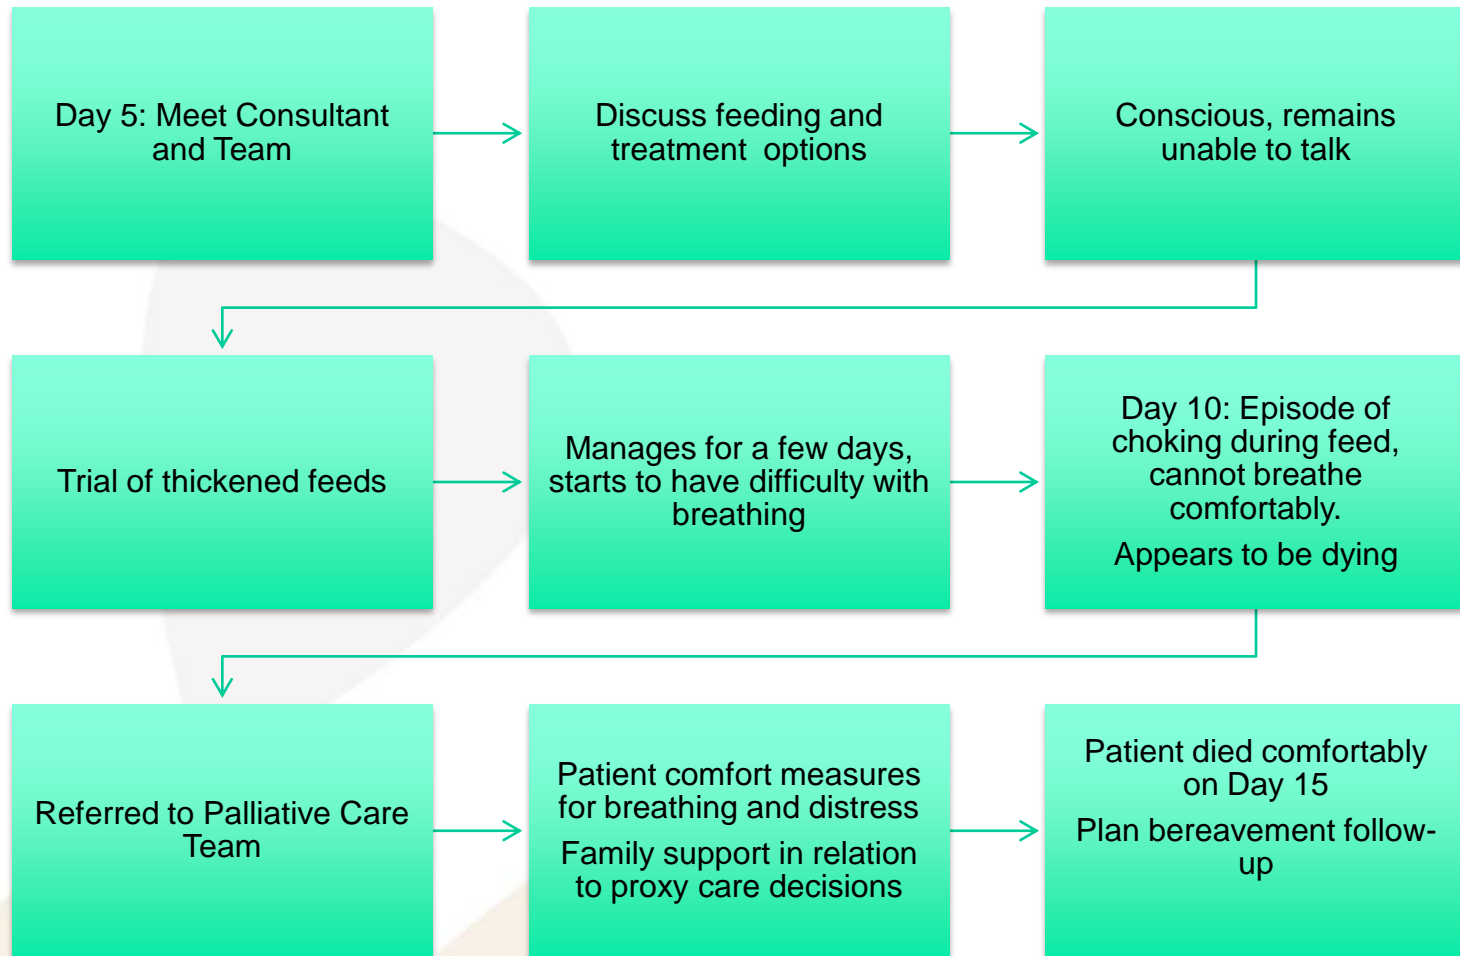 Day 5: Meet Consultant
and Team
Discuss feeding and
treatment options
Conscious, remains
unable to talk
Trial of thickened feeds
Manages for a few days,
starts to have difficulty with
breathing
Day 10: Episode of
choking during feed,
cannot breathe
comfortably.
Appears to be dying
Referred to Palliative Care
Team
Patient comfort measures
for breathing and distress
Family support in relation
to proxy care decisions
Patient died comfortably
on Day 15
Plan bereavement follow-
up